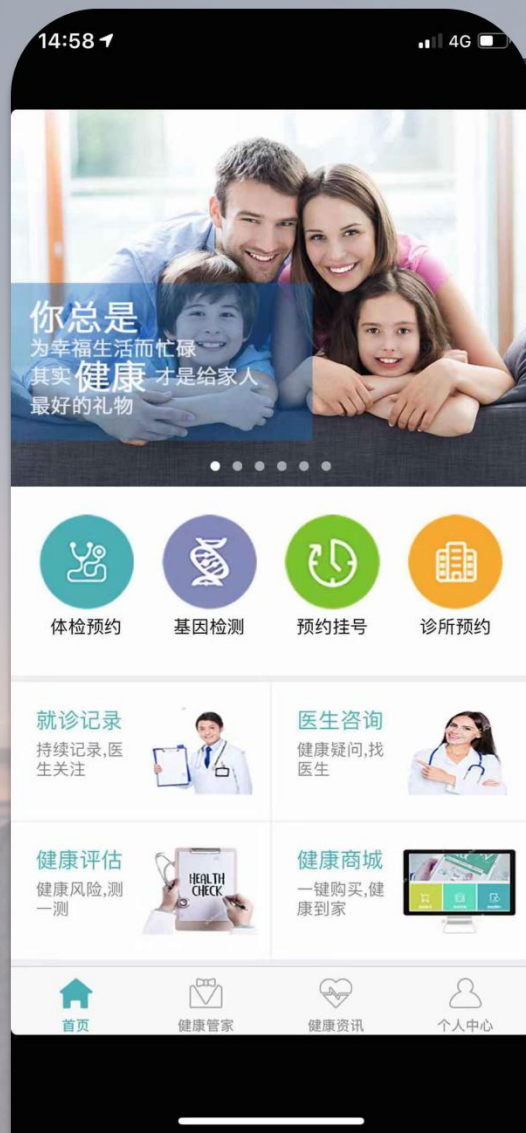 14:58
4G
你总是
为幸福生活而忙碌
其实 健康 才是给家人
最好的礼物
体检预约
基因检测
预约挂号
诊所预约
就诊记录
持续记录,医
生关注
医生咨询
健康疑问,找
医生
健康评估
健康风险,测
一测
HEALTH
CHECK
健康商城
一键购买,健
康到家
首页
健康管家
健康资讯
个人中心